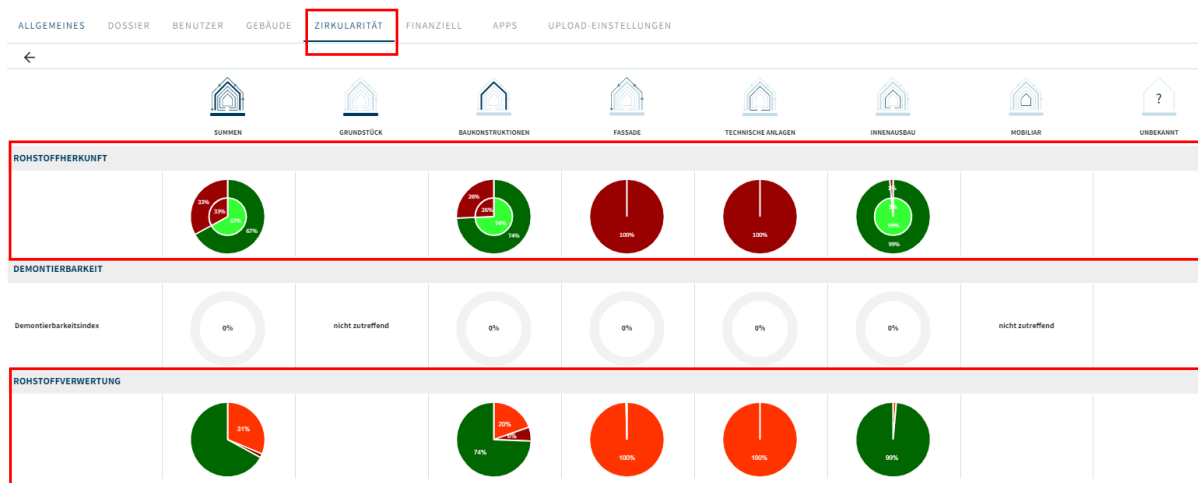 ALLGEMEINES DOSSIER BENUTZER GEBÄUDE ZIRKULARITÄT FINANZIELL APPS UPLOAD-EINSTELLUNGEN
?
SUMMEN GRUNDSTÜCK BAUKONSTRUKTIONEN FASSADE TECHNISCHE ANLAGEN INNENAUSBAU MOBILIAR UNBEKANNT
ROHSTOFFHERKUNFT
33% 33% 67% 67% 26% 26% 74% 74% 100% 100% 99% 99%
DEMONTIERBARKEIT
Demontierbarkeitsindex 0% nicht zutreffend 0% 0% 0% 0% nicht zutreffend
ROHSTOFFVERWERTUNG
31% 20% 6% 74% 100% 100% 99%